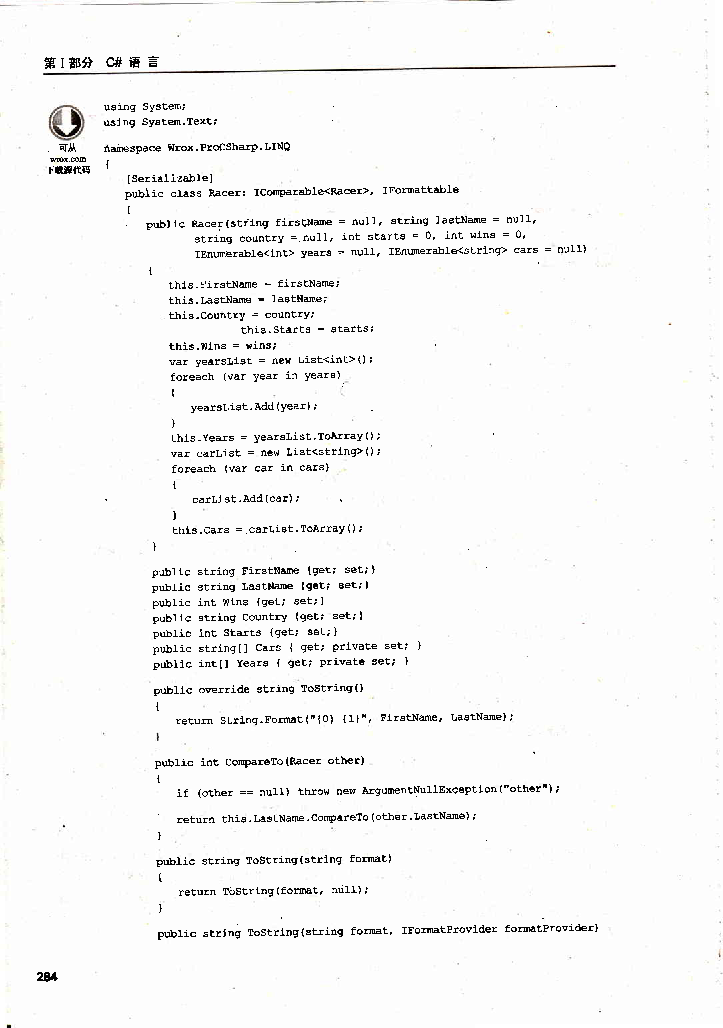 第 I 部分 C# 语 言
using System;
using System.Text;
可从
wrox.com
下载源代码
namespace Wrox.ProCSharp.LINQ
{
[Serializable]
public class Racer: IComparable<Racer>, IFormattable
{
public Racer(string firstName = null, string lastName = null,
string country = null, int starts = 0, int wins = 0,
IEnumerable<int> years = null, IEnumerable<string> cars = null)
{
this.FirstName = firstName;
this.LastName = lastName;
this.Country = country;
this.Starts = starts;
this.Wins = wins;
var yearsList = new List<int>();
foreach (var year in years)
{
yearsList.Add(year);
}
this.Years = yearsList.ToArray();
var carList = new List<string>();
foreach (var car in cars)
{
carList.Add(car);
}
this.Cars = carList.ToArray();
}
public string FirstName {get; set;}
public string LastName {get; set;}
public int Wins {get; set;}
public string Country {get; set;}
public int Starts {get; set;}
public string[] Cars { get; private set; }
public int[] Years { get; private set; }
public override string ToString()
{
return String.Format("{0} {1}", FirstName, LastName);
}
public int CompareTo(Racer other)
{
if (other == null) throw new ArgumentNullException("other");
return this.LastName.CompareTo(other.LastName);
}
public string ToString(string format)
{
return ToString(format, null);
}
public string ToString(string format, IFormatProvider formatProvider)
284